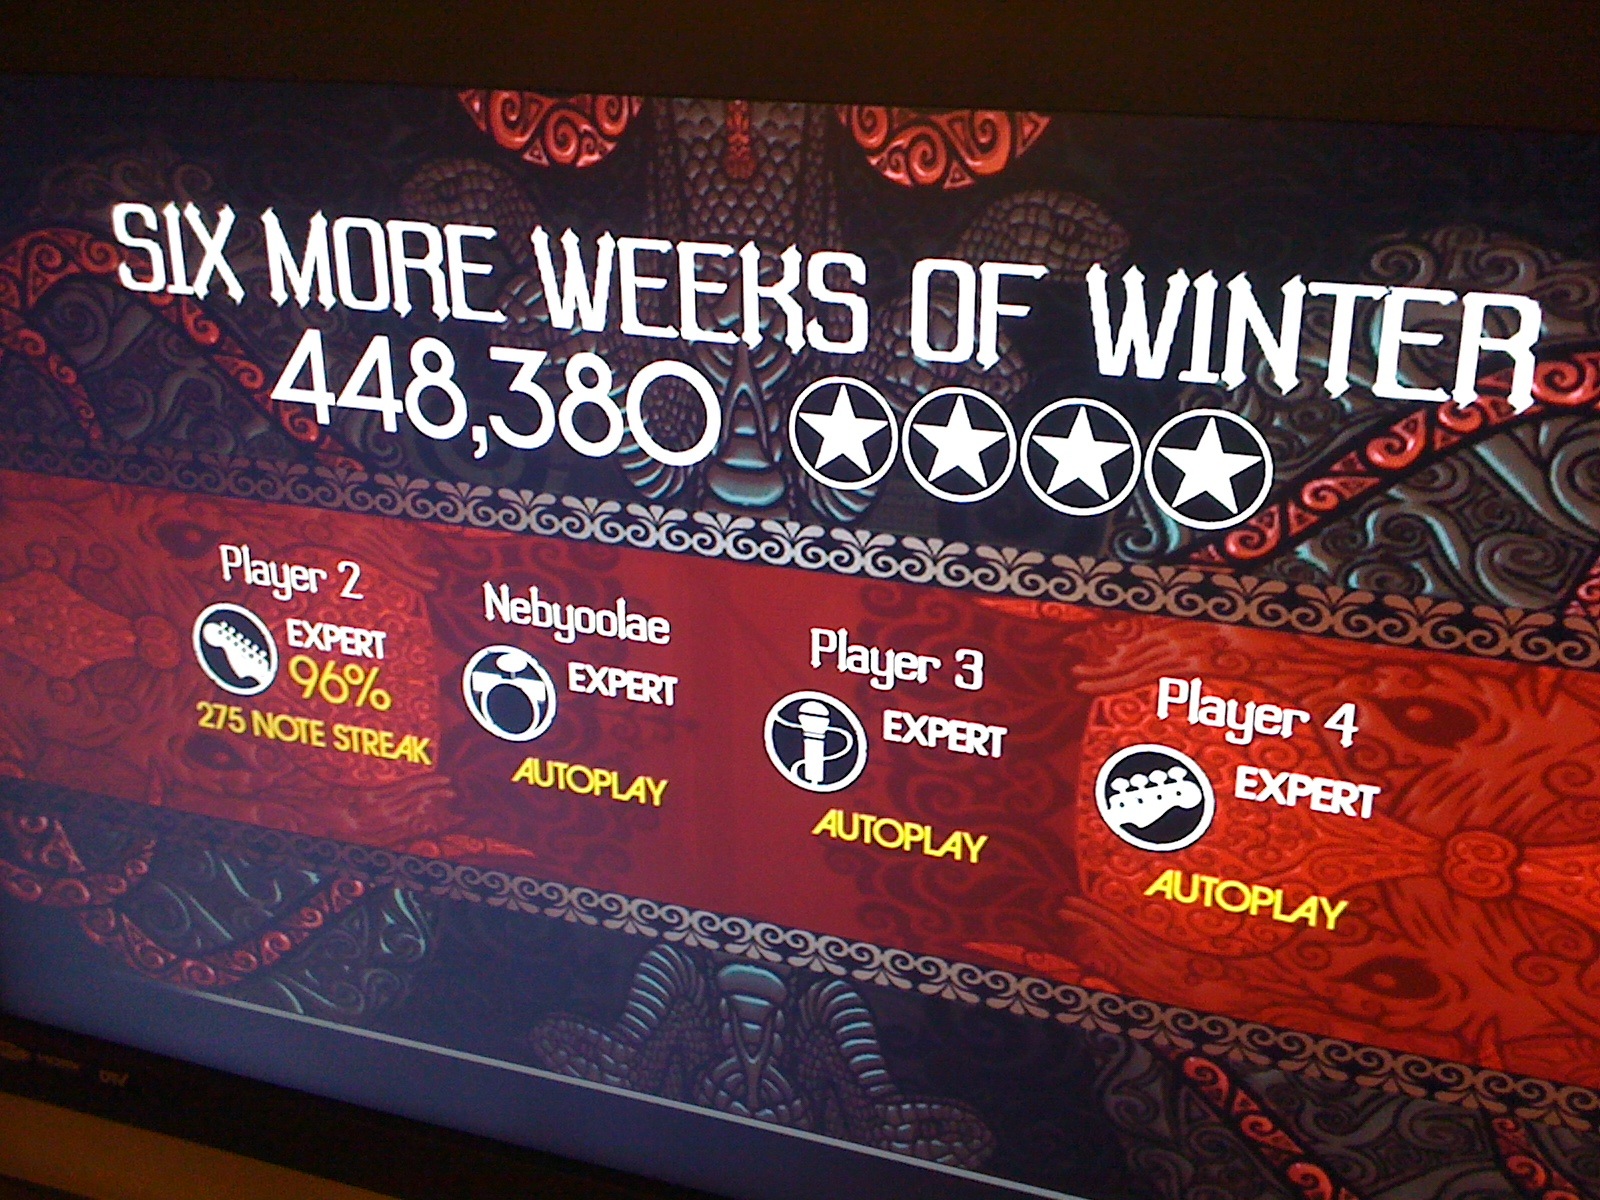 SIX MORE WEEKS OF WINTER
448,380
Player 2
EXPERT
96%
275 NOTE STREAK
Nebyoolae
EXPERT
AUTOPLAY
Player 3
EXPERT
AUTOPLAY
Player 4
EXPERT
AUTOPLAY